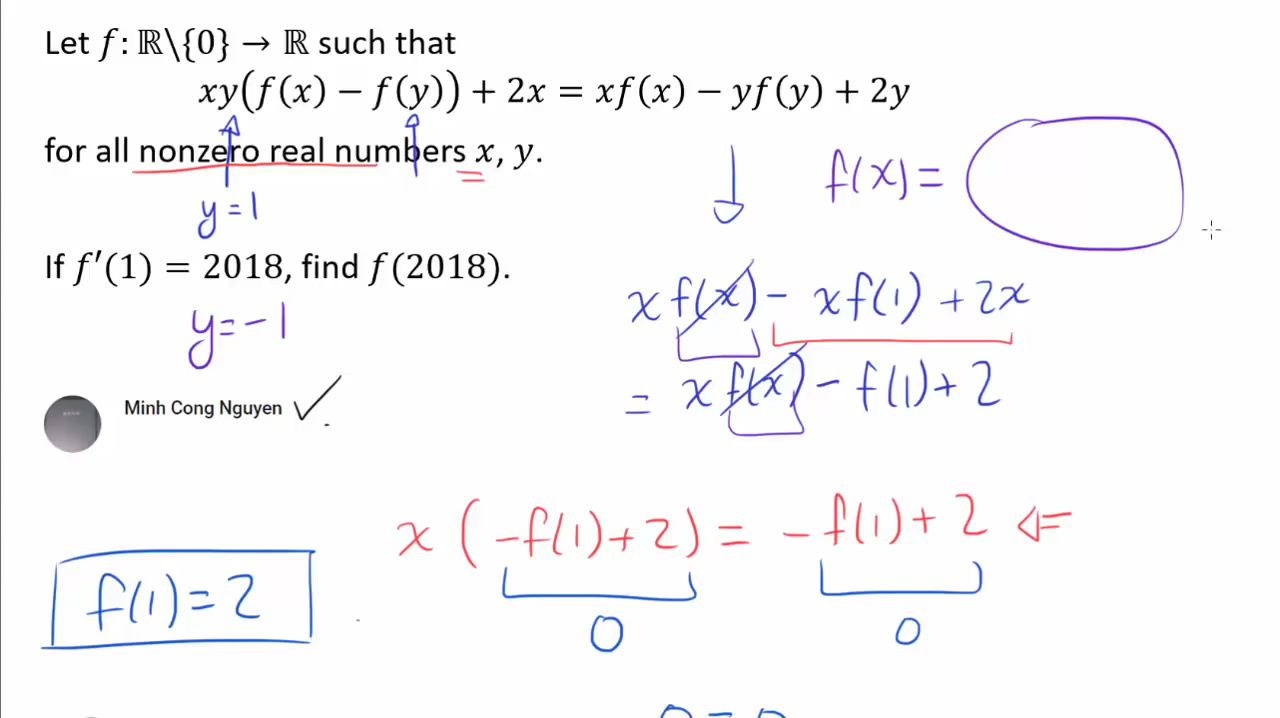 Let f: ℝ\{0} → ℝ such that
xy(f(x) − f(y)) + 2x = xf(x) − yf(y) + 2y
for all nonzero real numbers x, y.
f(x) =
y = 1
If f′(1) = 2018, find f(2018).
x f(x) - x f(1) + 2x
y = -1
= x f(x) - f(1) + 2
Minh Cong Nguyen
x (-f(1) + 2) = -f(1) + 2 ⇐
f(1) = 2
0 0